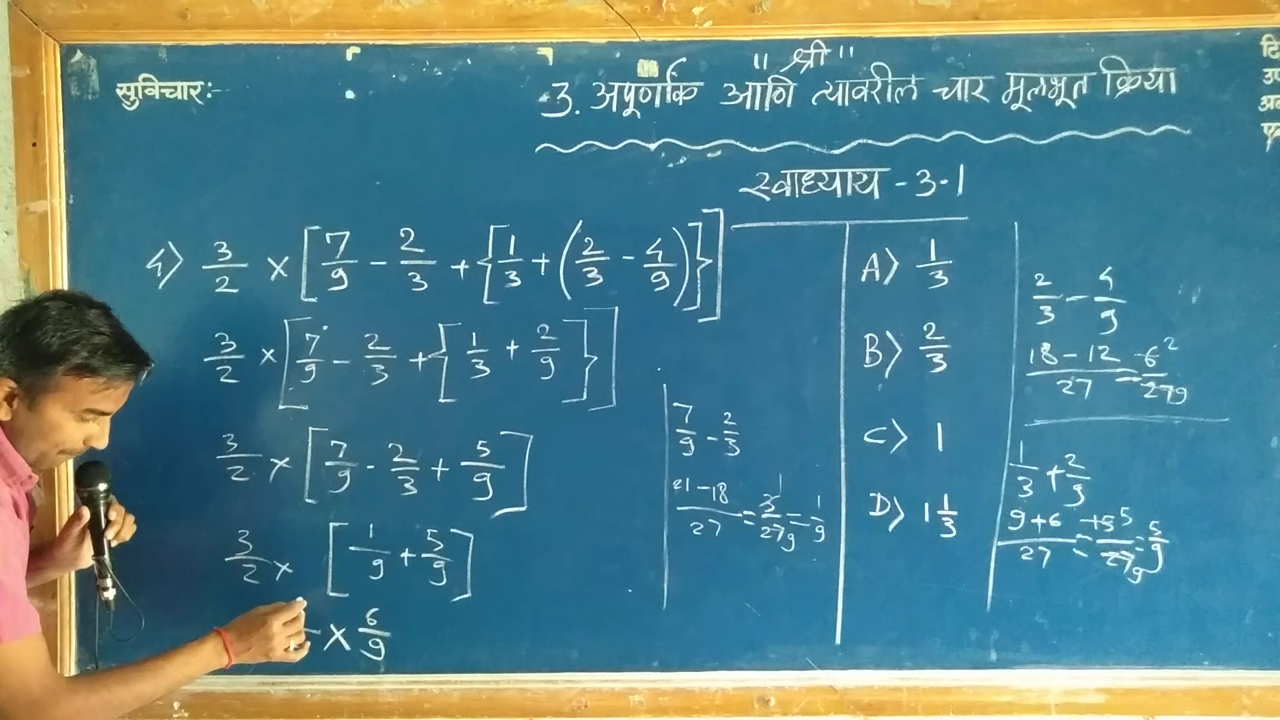 " श्री "
सुविचार:-
3. अपूर्णांक आणि त्यावरील चार मूलभूत क्रिया
स्वाध्याय - 3.1
4) 3/2 × [7/9 - 2/3 + {1/3 + (2/3 - 4/9)}]
3/2 × [7/9 - 2/3 + {1/3 + 2/9}]
3/2 × [7/9 - 2/3 + 5/9]
3/2 × [1/9 + 5/9]
× 6/9
7/9 - 2/3
21-18/27 = 3/27 = 1/9
A) 1/3
B) 2/3
C) 1
D) 1 1/3
2/3 - 4/9
18-12/27 = 6/27
1/3 + 2/9
9+6/27 = 15/27 = 5/9